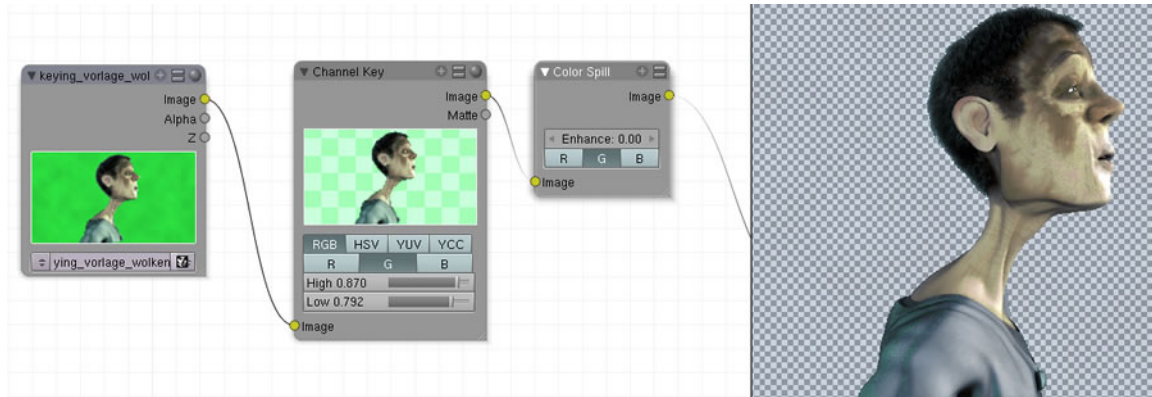 keying_vorlage_wol
Image
Alpha
Z
ying_vorlage_wolken
Channel Key
Image
Matte
RGB HSV YUV YCC
R G B
High 0.870
Low 0.792
Image
Color Spill
Image
Enhance: 0.00
R G B
Image